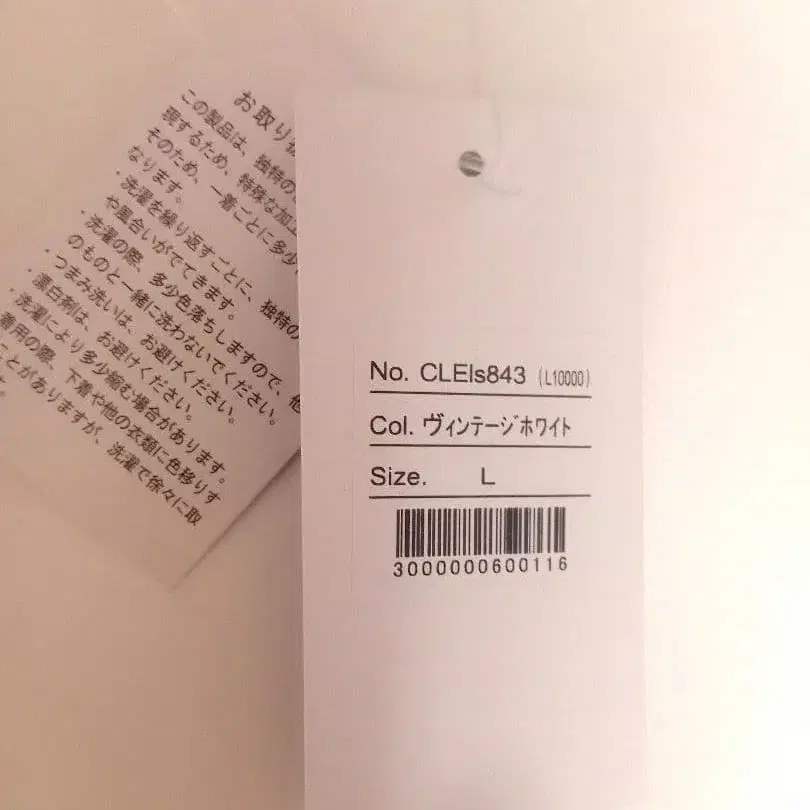 お取り扱
この製品は、独特の
現するため、特殊な加工
そのため、一着ごとに多少
なります。
・洗濯を繰り返すごとに、独特の
や風合いがでてきます。
・洗濯の際、多少色落ちしますので、他
のものと一緒に洗わないでください。
・つまみ洗いは、お避けください。
・漂白剤は、お避けください。
・洗濯により多少縮む場合があります。
着用の際、下着や他の衣類に色移りす
ことがありますが、洗濯で徐々に取
す。
No. CLEls843 (L10000)
Col. ヴィンテージホワイト
Size. L
3000000600116